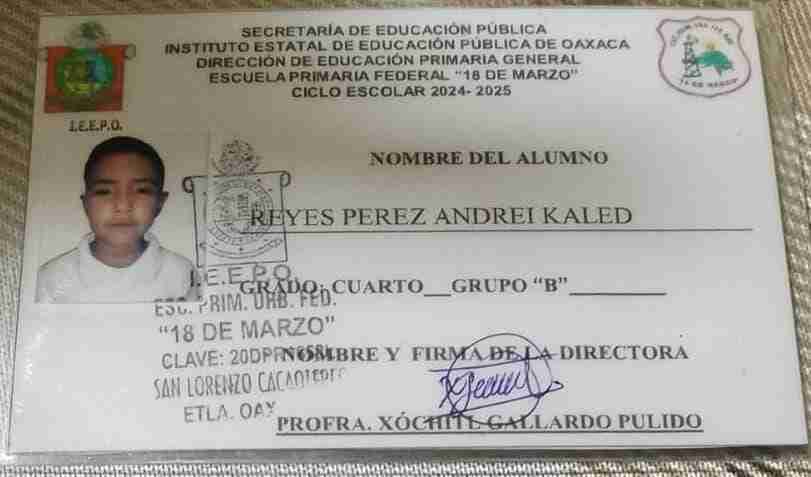 SECRETARÍA DE EDUCACIÓN PÚBLICA
INSTITUTO ESTATAL DE EDUCACIÓN PÚBLICA DE OAXACA
DIRECCIÓN DE EDUCACIÓN PRIMARIA GENERAL
ESCUELA PRIMARIA FEDERAL “18 DE MARZO”
CICLO ESCOLAR 2024- 2025
I.E.E.P.O.
NOMBRE DEL ALUMNO
REYES PEREZ ANDREI KALED
GRADO: CUARTO__GRUPO “B”
I.E.E.P.O.
ESC. PRIM. URB. FED.
“18 DE MARZO”
CLAVE:
SAN LORENZO
ETLA. OAX
NOMBRE Y FIRMA DE LA DIRECTORA
PROFRA. XÓCHITL GALLARDO PULIDO